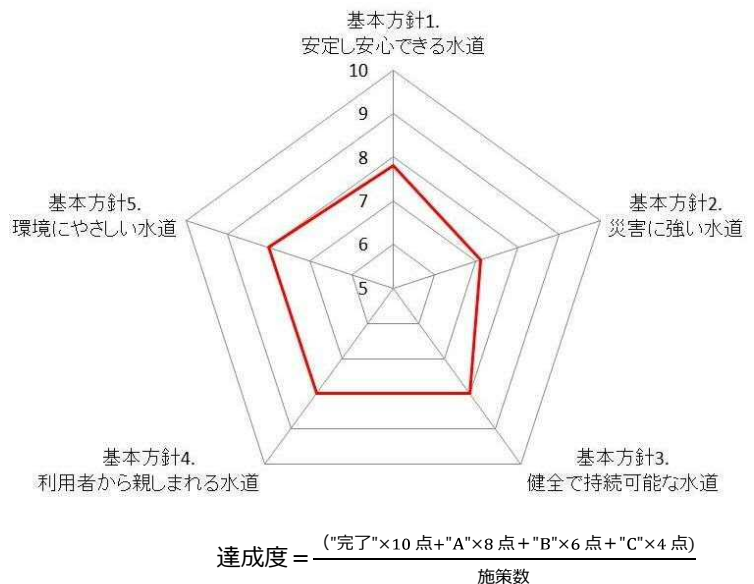 基本方針1.
安定し安心できる水道
10
9
8
7
6
5
基本方針5.
環境にやさしい水道
基本方針2.
災害に強い水道
基本方針4.
利用者から親しまれる水道
基本方針3.
健全で持続可能な水道
達成度＝("完了"×10 点+"A"×8 点＋"B"×6 点＋"C"×4 点)
施策数